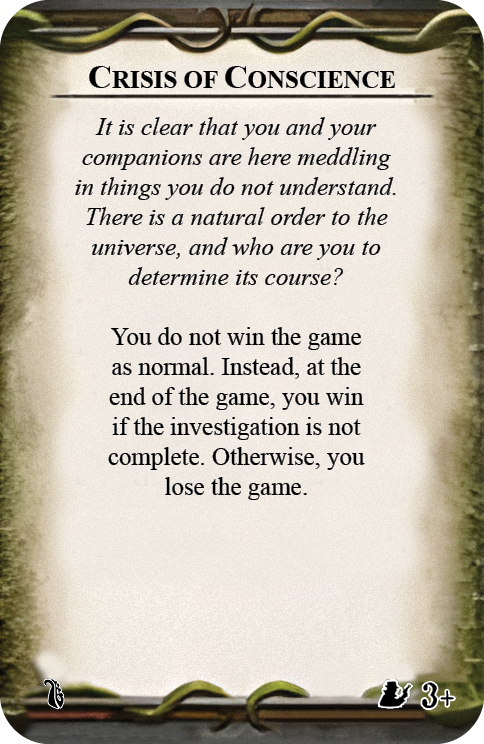 CRISIS OF CONSCIENCE
It is clear that you and your
companions are here meddling
in things you do not understand.
There is a natural order to the
universe, and who are you to
determine its course?
You do not win the game
as normal. Instead, at the
end of the game, you win
if the investigation is not
complete. Otherwise, you
lose the game.
3+